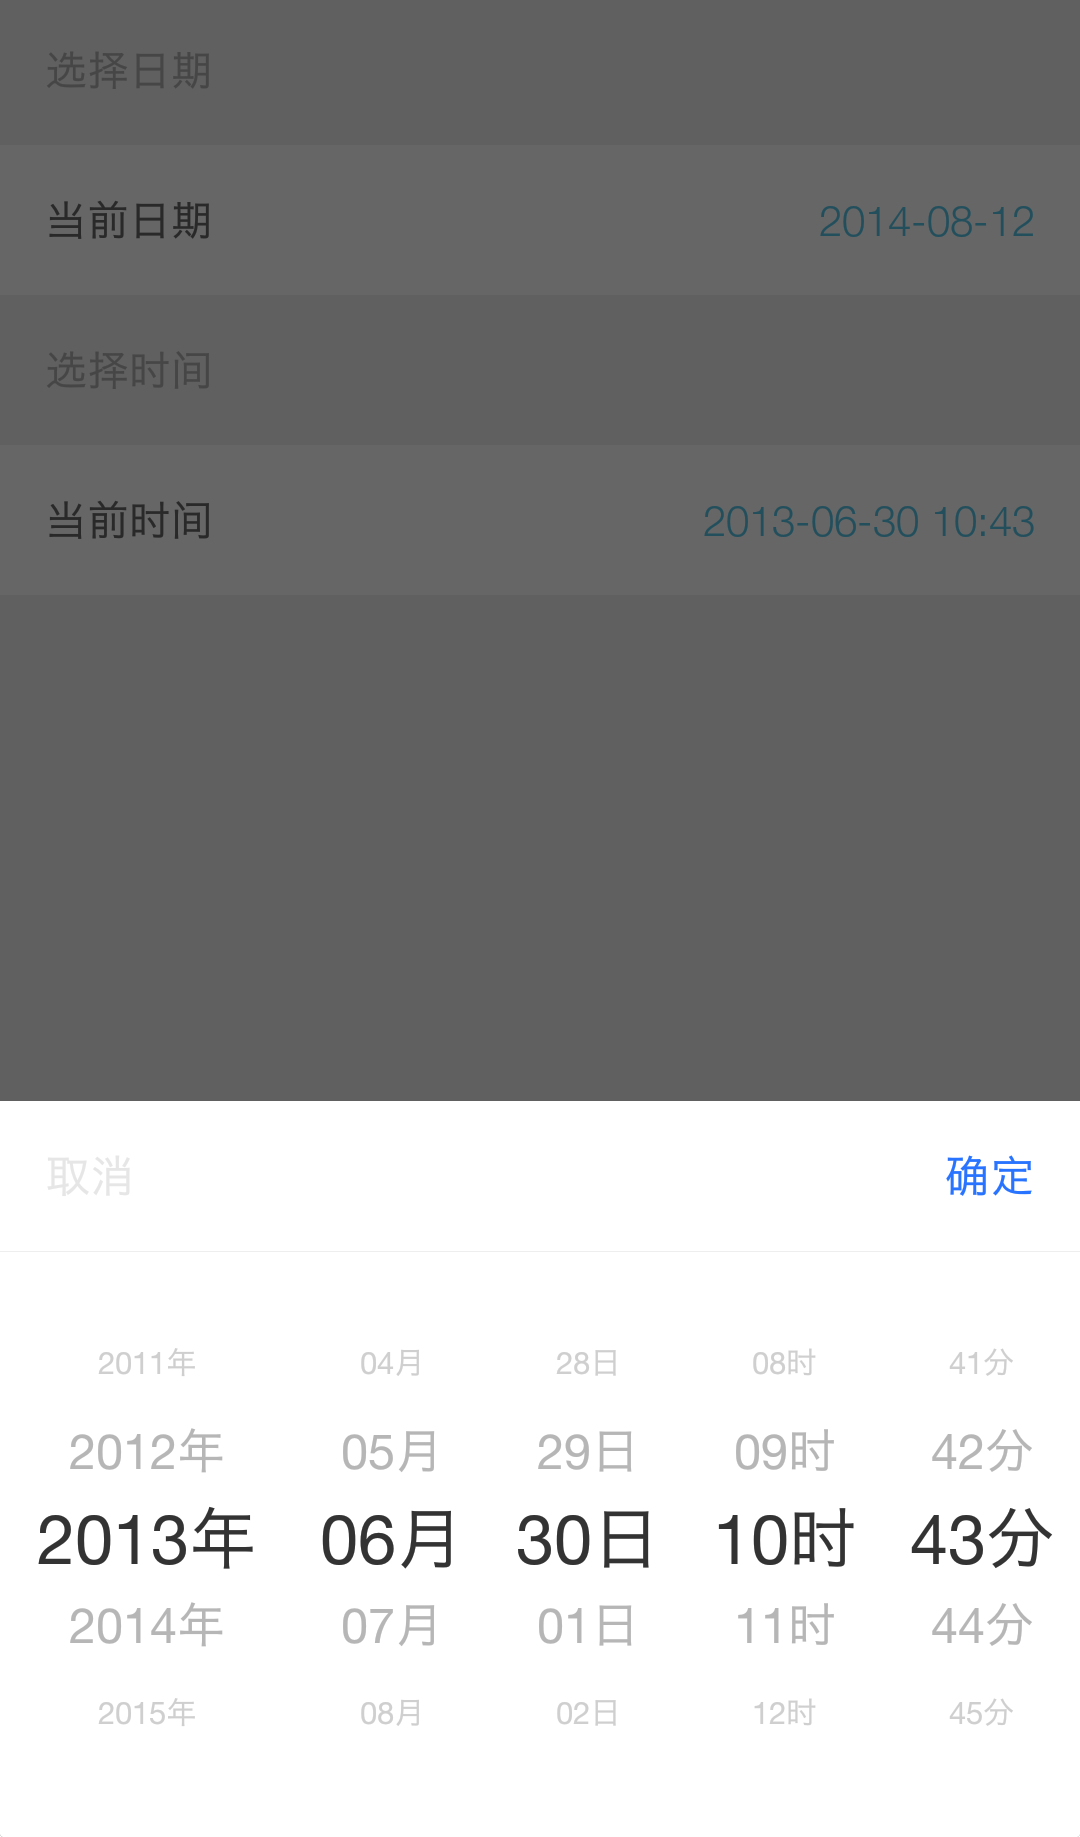 选择日期
当前日期 2014-08-12
选择时间
当前时间 2013-06-30 10:43
取消 确定
2011年 04月 28日 08时 41分
2012年 05月 29日 09时 42分
2013年 06月 30日 10时 43分
2014年 07月 01日 11时 44分
2015年 08月 02日 12时 45分